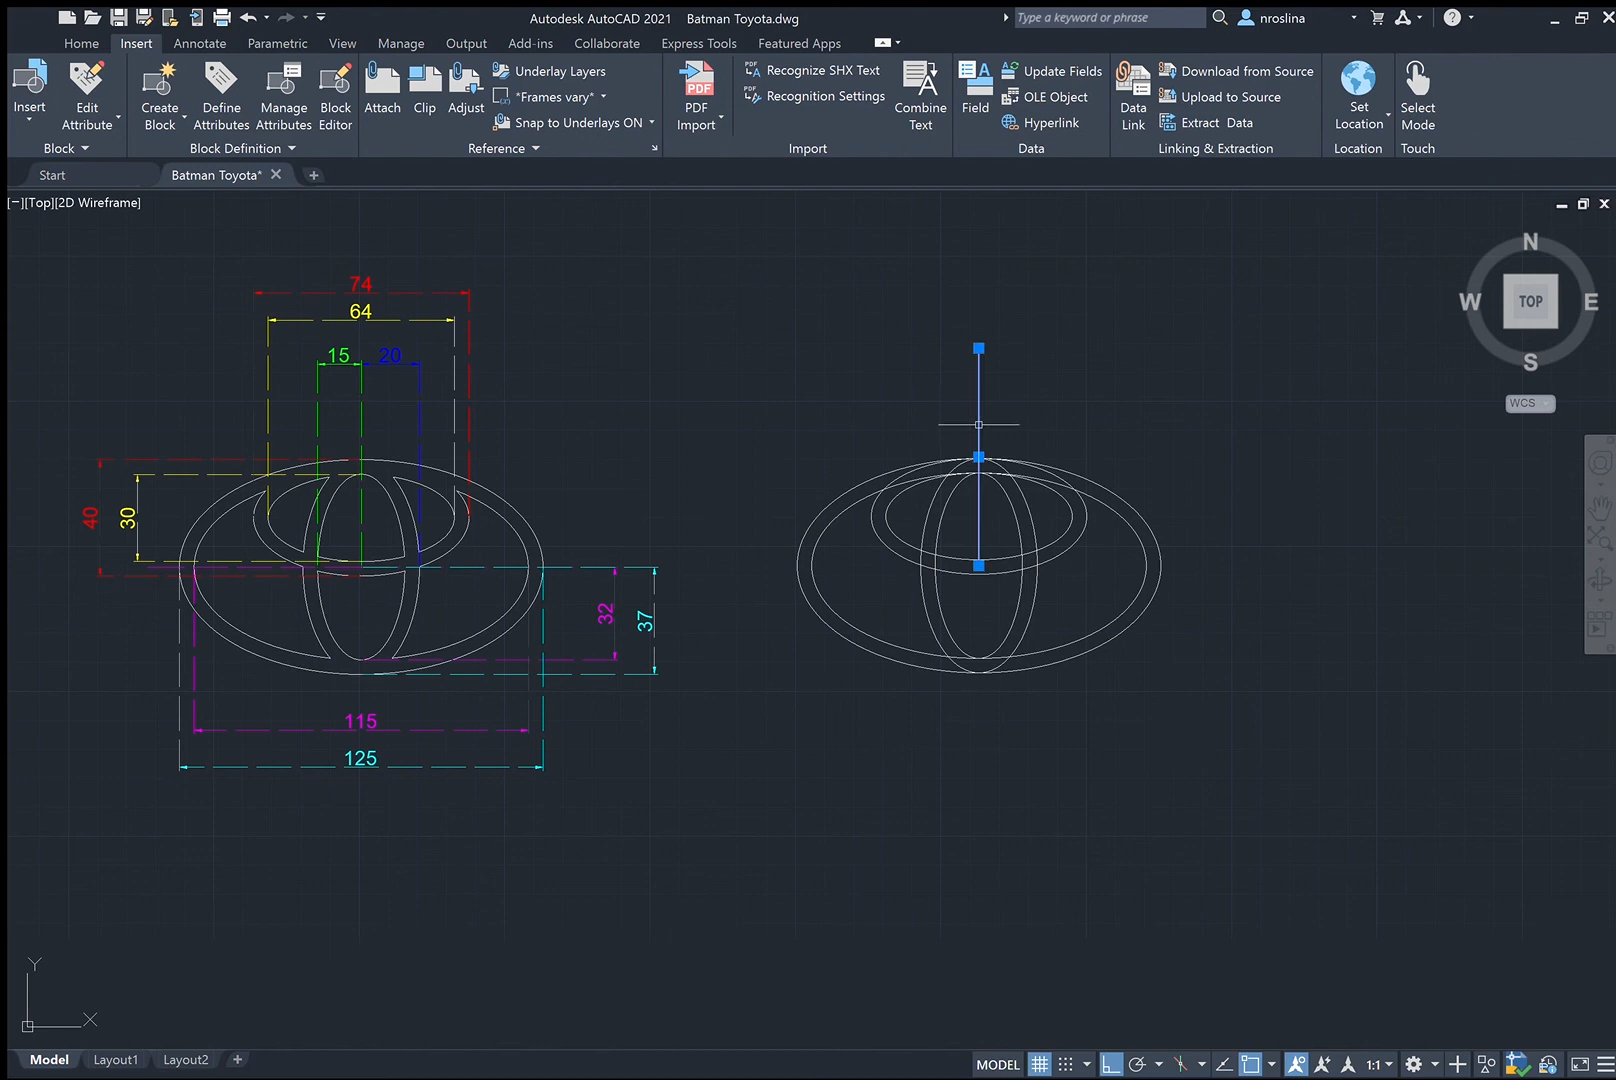 Autodesk AutoCAD 2021 Batman Toyota.dwg
Type a keyword or phrase
nroslina
Home Insert Annotate Parametric View Manage Output Add-ins Collaborate Express Tools Featured Apps
Insert
Edit Attribute
Block
Create Block
Define Attributes
Manage Attributes
Block Editor
Block Definition
Attach
Clip
Adjust
Underlay Layers
*Frames vary*
Snap to Underlays ON
Reference
PDF
PDF Import
Recognize SHX Text
Recognition Settings
Combine Text
Import
Field
Update Fields
OLE Object
Hyperlink
Data
Data Link
Download from Source
Upload to Source
Extract Data
Linking & Extraction
Set Location
Location
Select Mode
Touch
Start
Batman Toyota*
[−][Top][2D Wireframe]
N
W TOP E
S
WCS
74
64
15 20
40
30
32
37
115
125
Y
X
Model Layout1 Layout2
MODEL
1:1